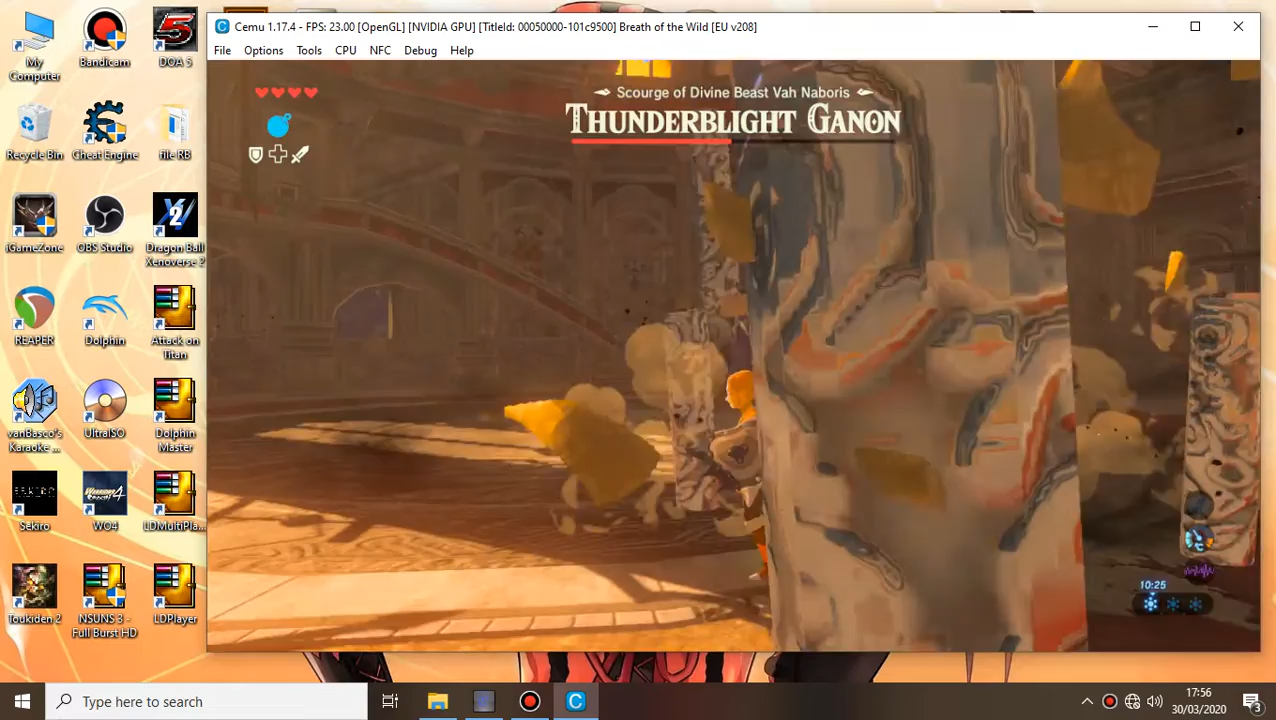 Cemu 1.17.4 - FPS: 23.00 [OpenGL] [NVIDIA GPU] [TitleId: 00050000-101c9500] Breath of the Wild [EU v208]
File Options Tools CPU NFC Debug Help
Scourge of Divine Beast Vah Naboris
THUNDERBLIGHT GANON
10:25
My Computer
Bandicam
DOA 5
Recycle Bin
Cheat Engine
file RB
iGameZone
OBS Studio
Dragon Ball Xenoverse 2
REAPER
Dolphin
Attack on Titan
vanBasco's Karaoke ...
UltraISO
Dolphin Master
Sekiro
WO4
LDMultiPla...
Toukiden 2
NSUNS 3 - Full Burst HD
LDPlayer
Type here to search
17:56
30/03/2020
3